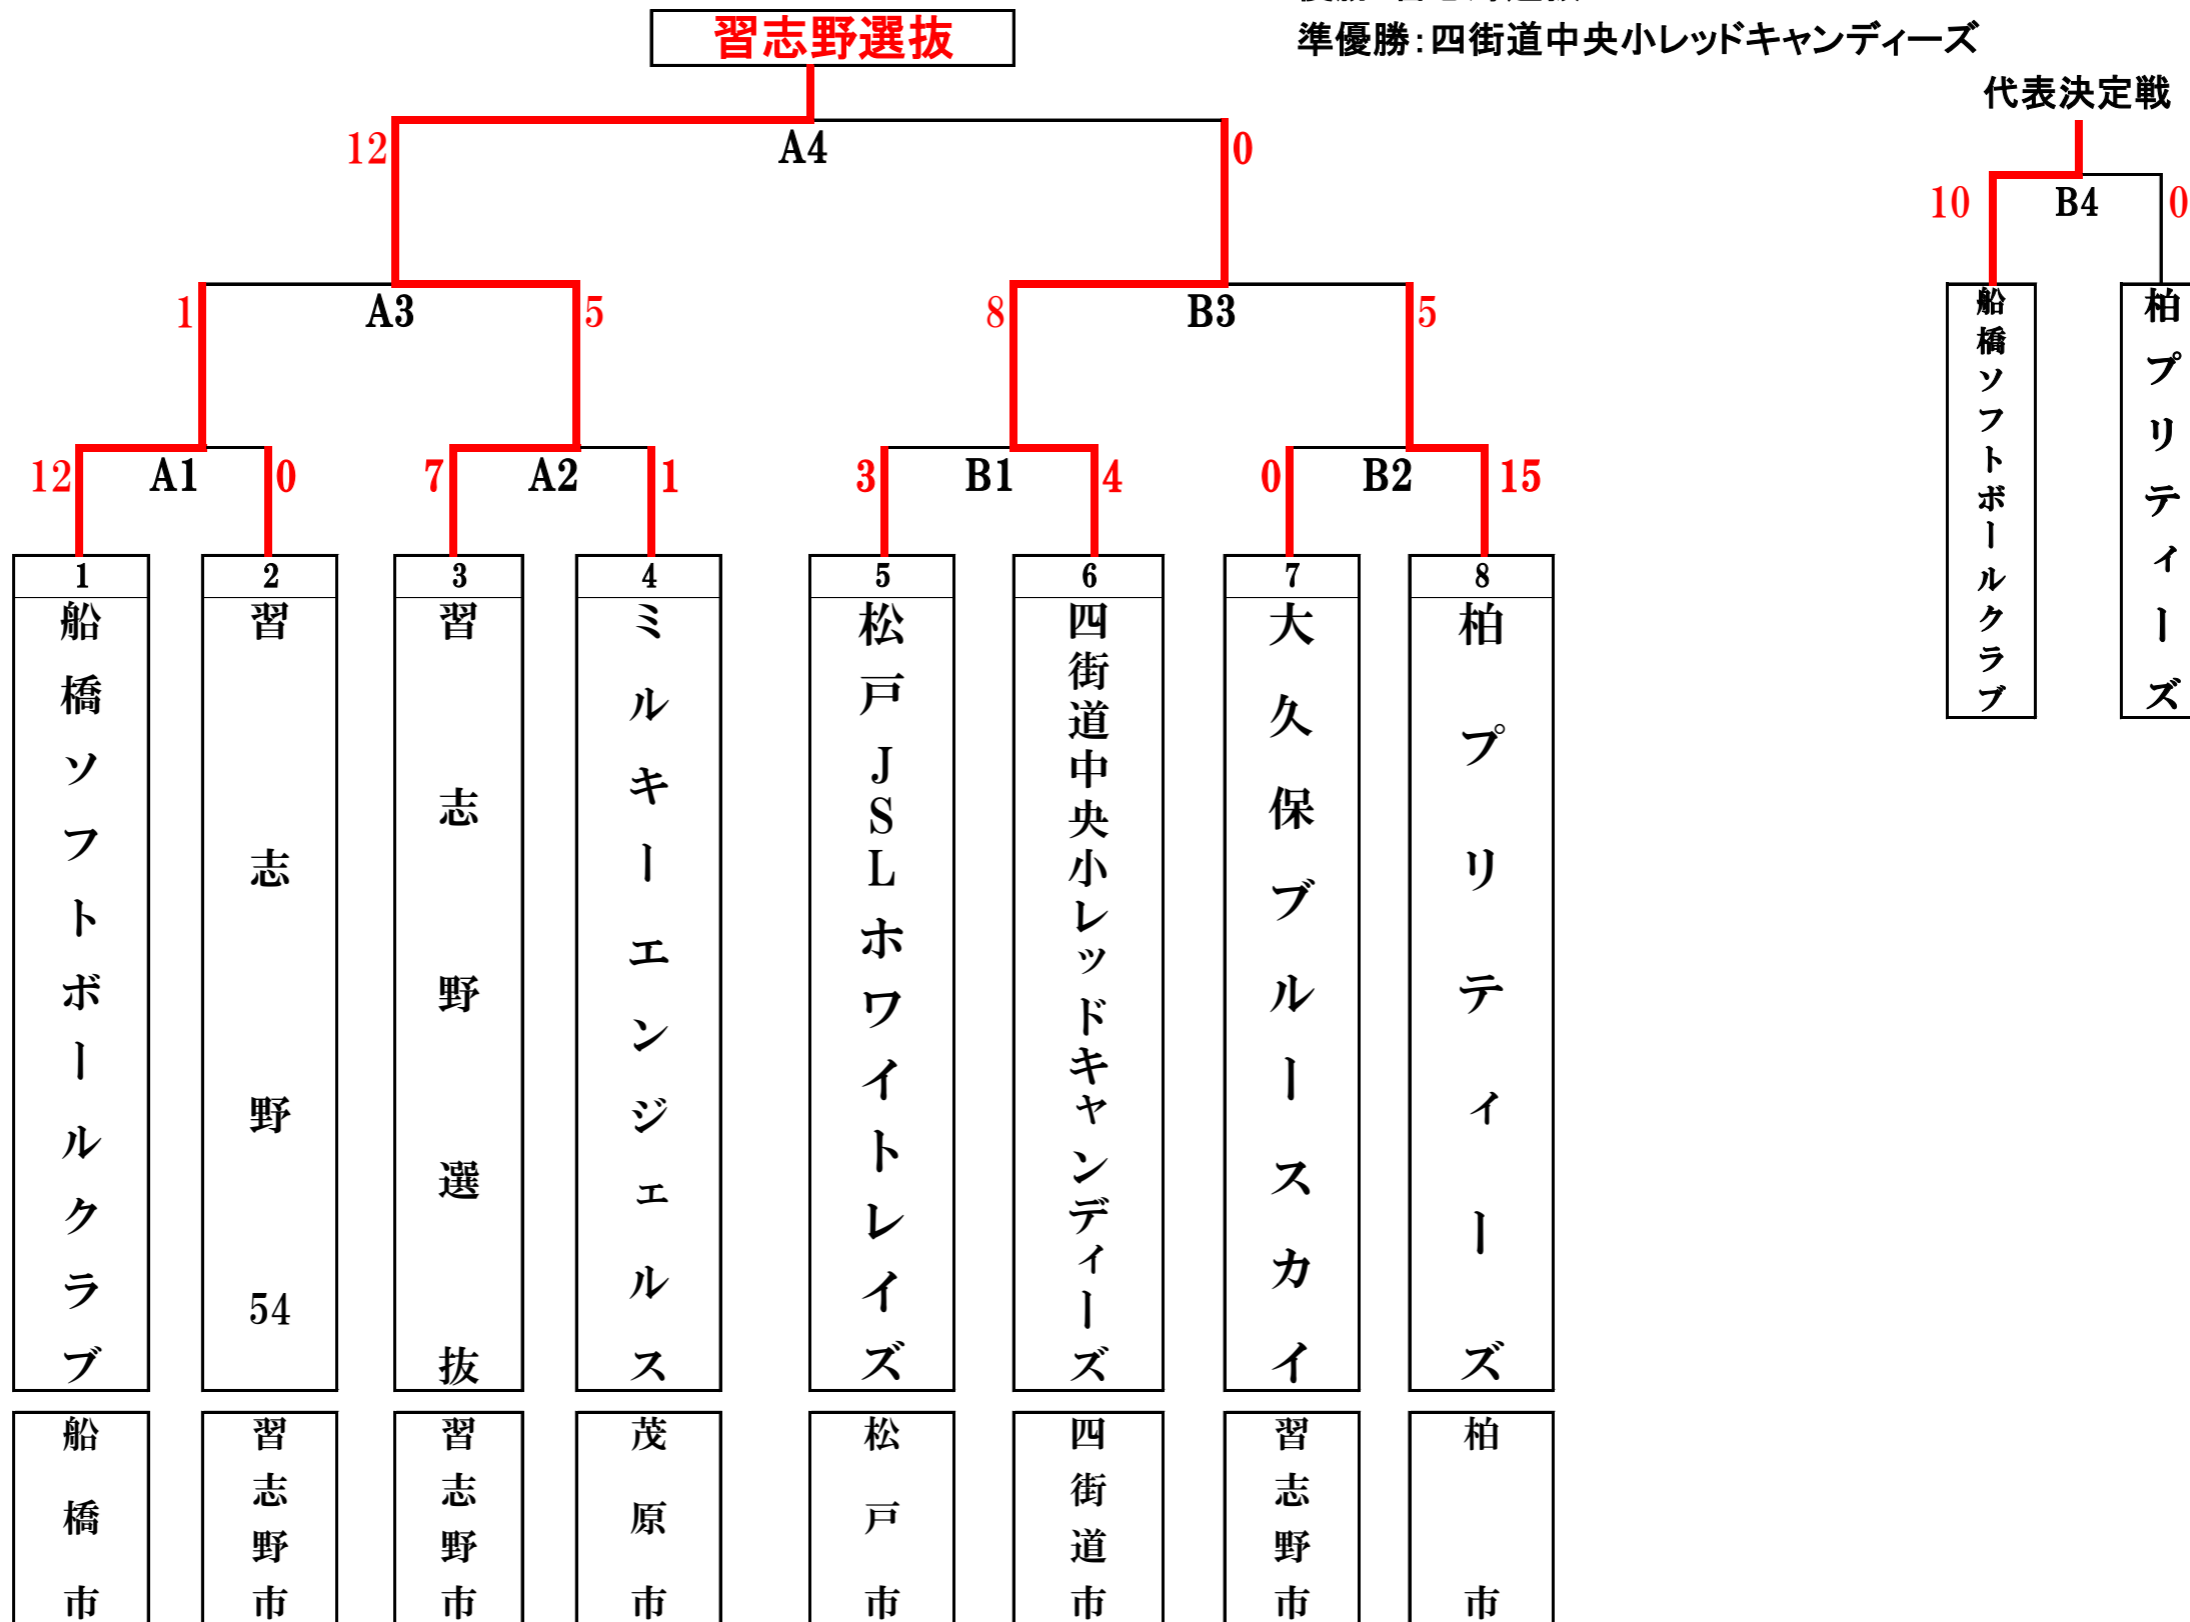 習志野選抜
準優勝：四街道中央小レッドキャンディーズ
代表決定戦
12 A4 0
10 B4 0
1 A3 5
8 B3 5
船橋ソフトボールクラブ
柏プリティーズ
12 A1 0
7 A2 1
3 B1 4
0 B2 15
1
船橋ソフトボールクラブ
船橋市
2
習志野54
習志野市
3
習志野選抜
習志野市
4
ミルキーエンジェルス
茂原市
5
松戸JSLホワイトレイズ
松戸市
6
四街道中央小レッドキャンディーズ
四街道市
7
大久保ブルースカイ
習志野市
8
柏プリティーズ
柏市